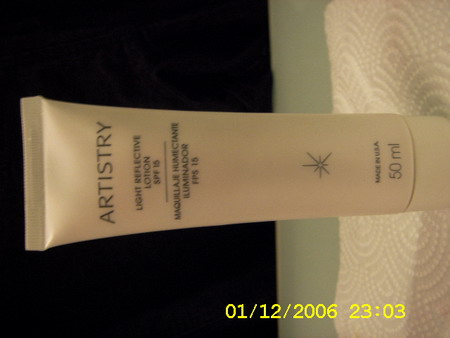 ARTISTRY
LIGHT REFLECTIVE
LOTION
SPF 15
MAQUILLAJE HUMECTANTE
ILUMINADOR
FPS 15
MADE IN U.S.A.
50 ml
01/12/2006 23:03